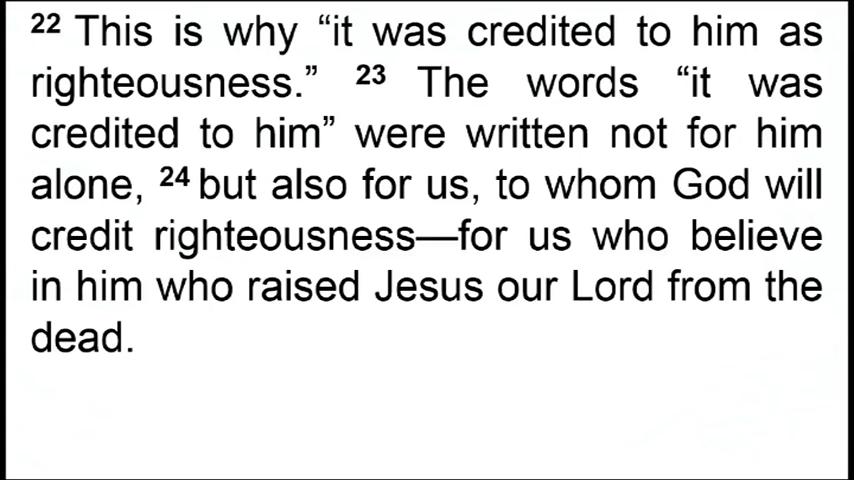 22 This is why “it was credited to him as
righteousness.” 23 The words “it was
credited to him” were written not for him
alone, 24 but also for us, to whom God will
credit righteousness—for us who believe
in him who raised Jesus our Lord from the
dead.